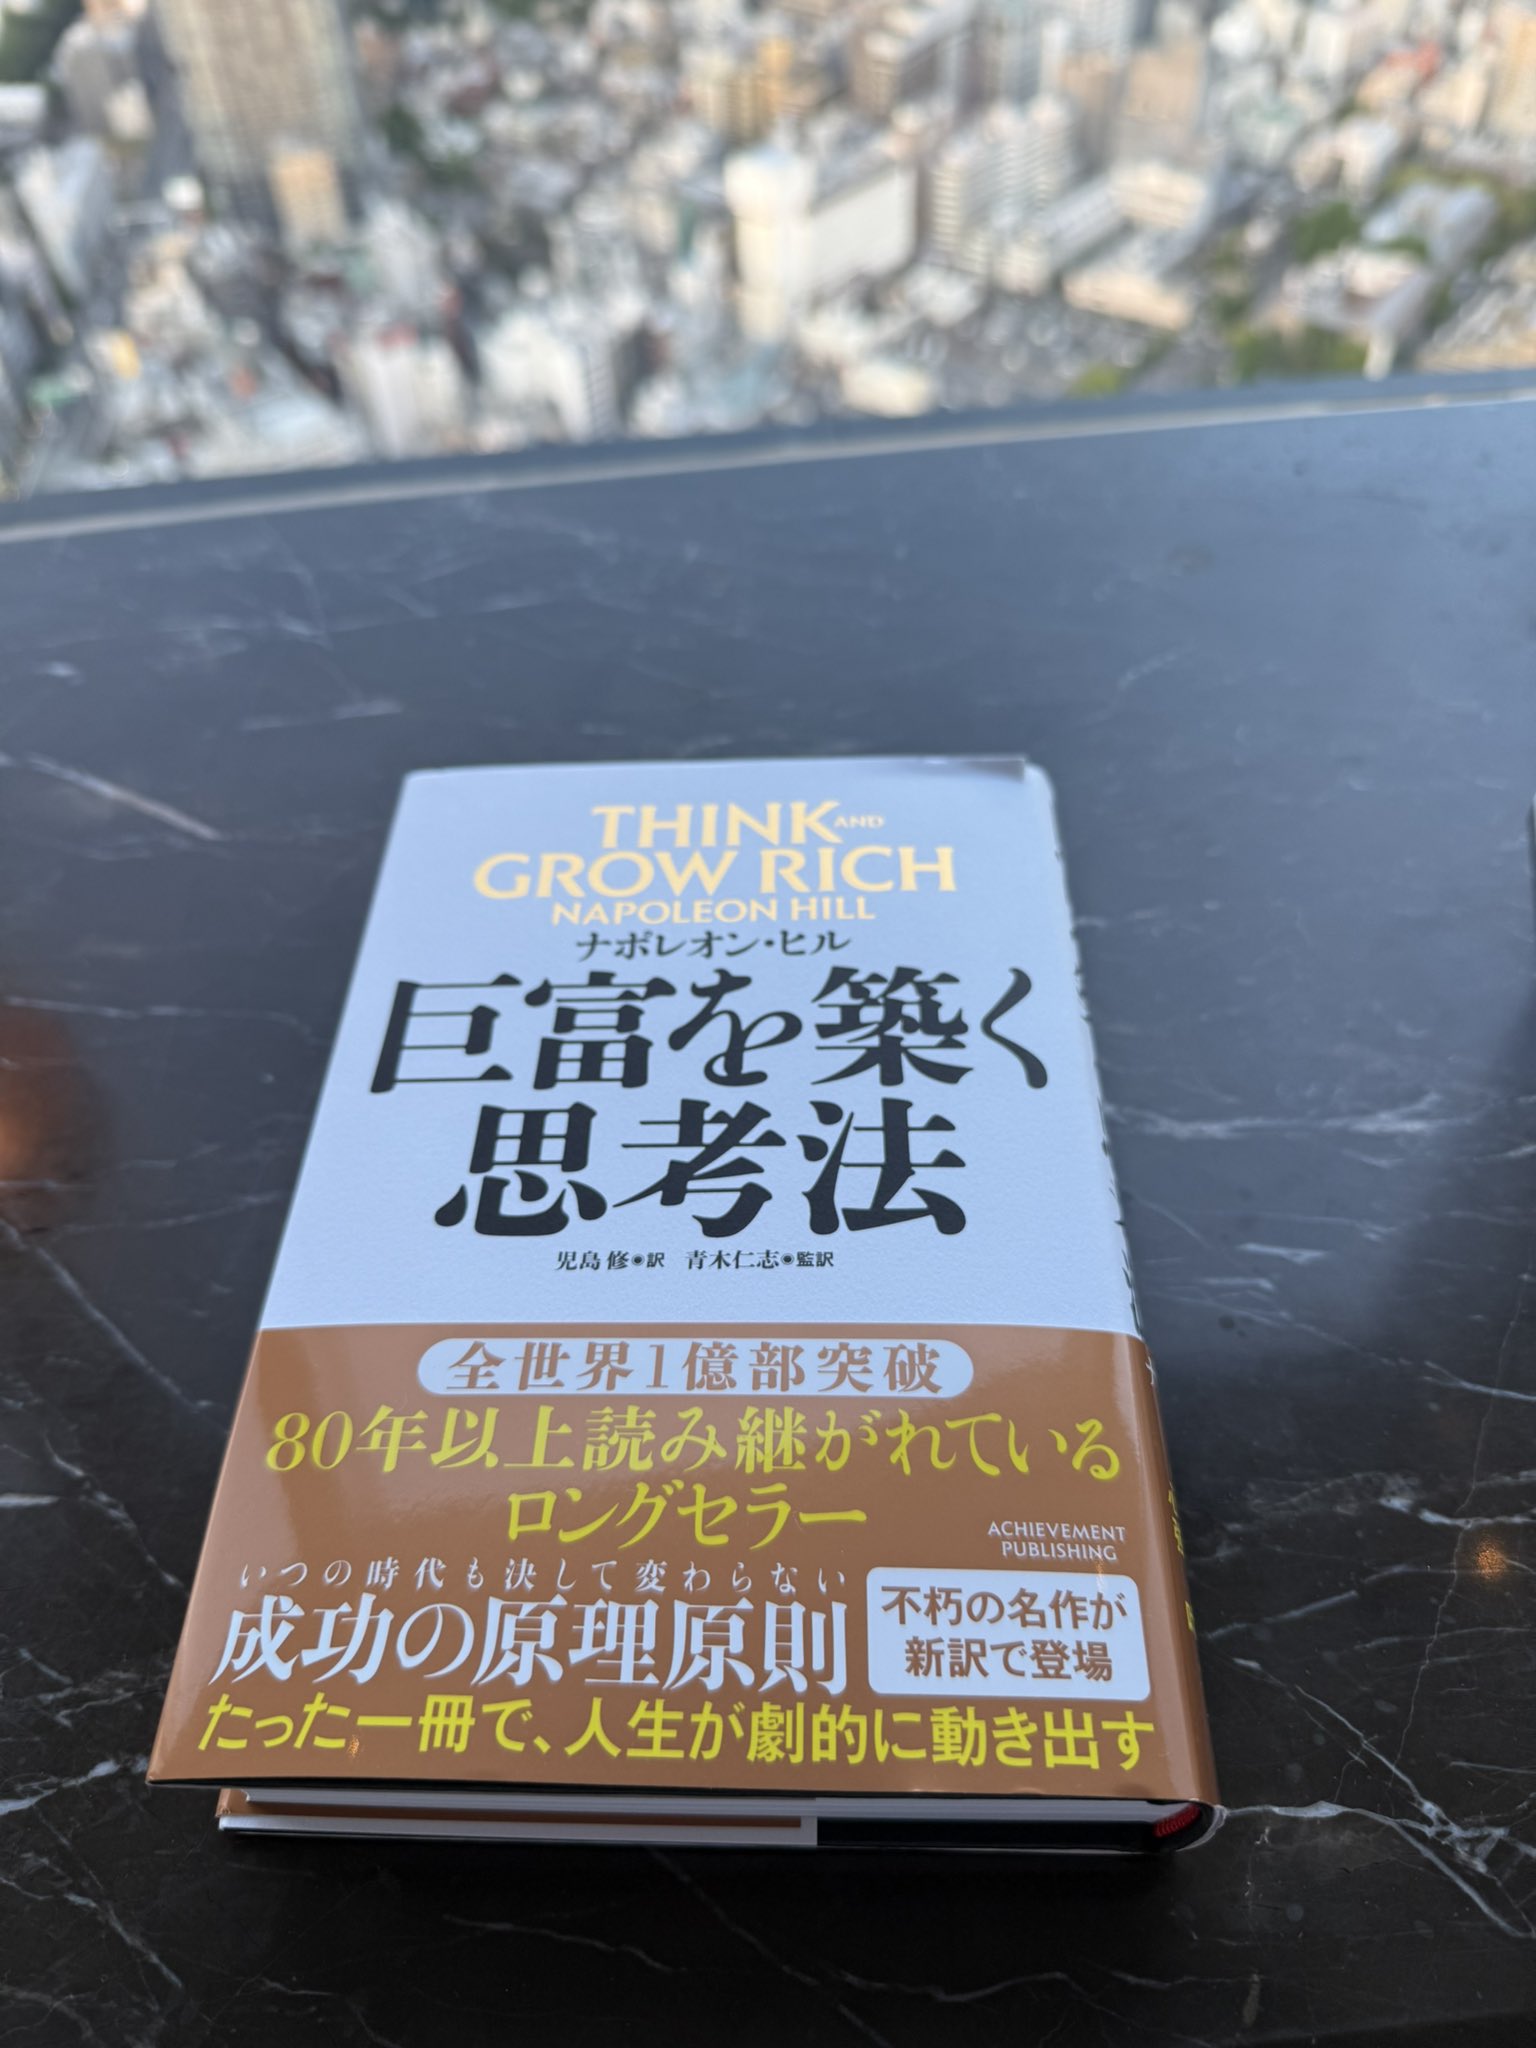 THINK AND
GROW RICH
NAPOLEON HILL
ナポレオン・ヒル
巨富を築く
思考法
児島 修◉訳 青木仁志◉監訳
全世界1億部突破
80年以上読み継がれている
ロングセラー
ACHIEVEMENT
PUBLISHING
いつの時代も決して変わらない
成功の原理原則
不朽の名作が
新訳で登場
たった一冊で、人生が劇的に動き出す